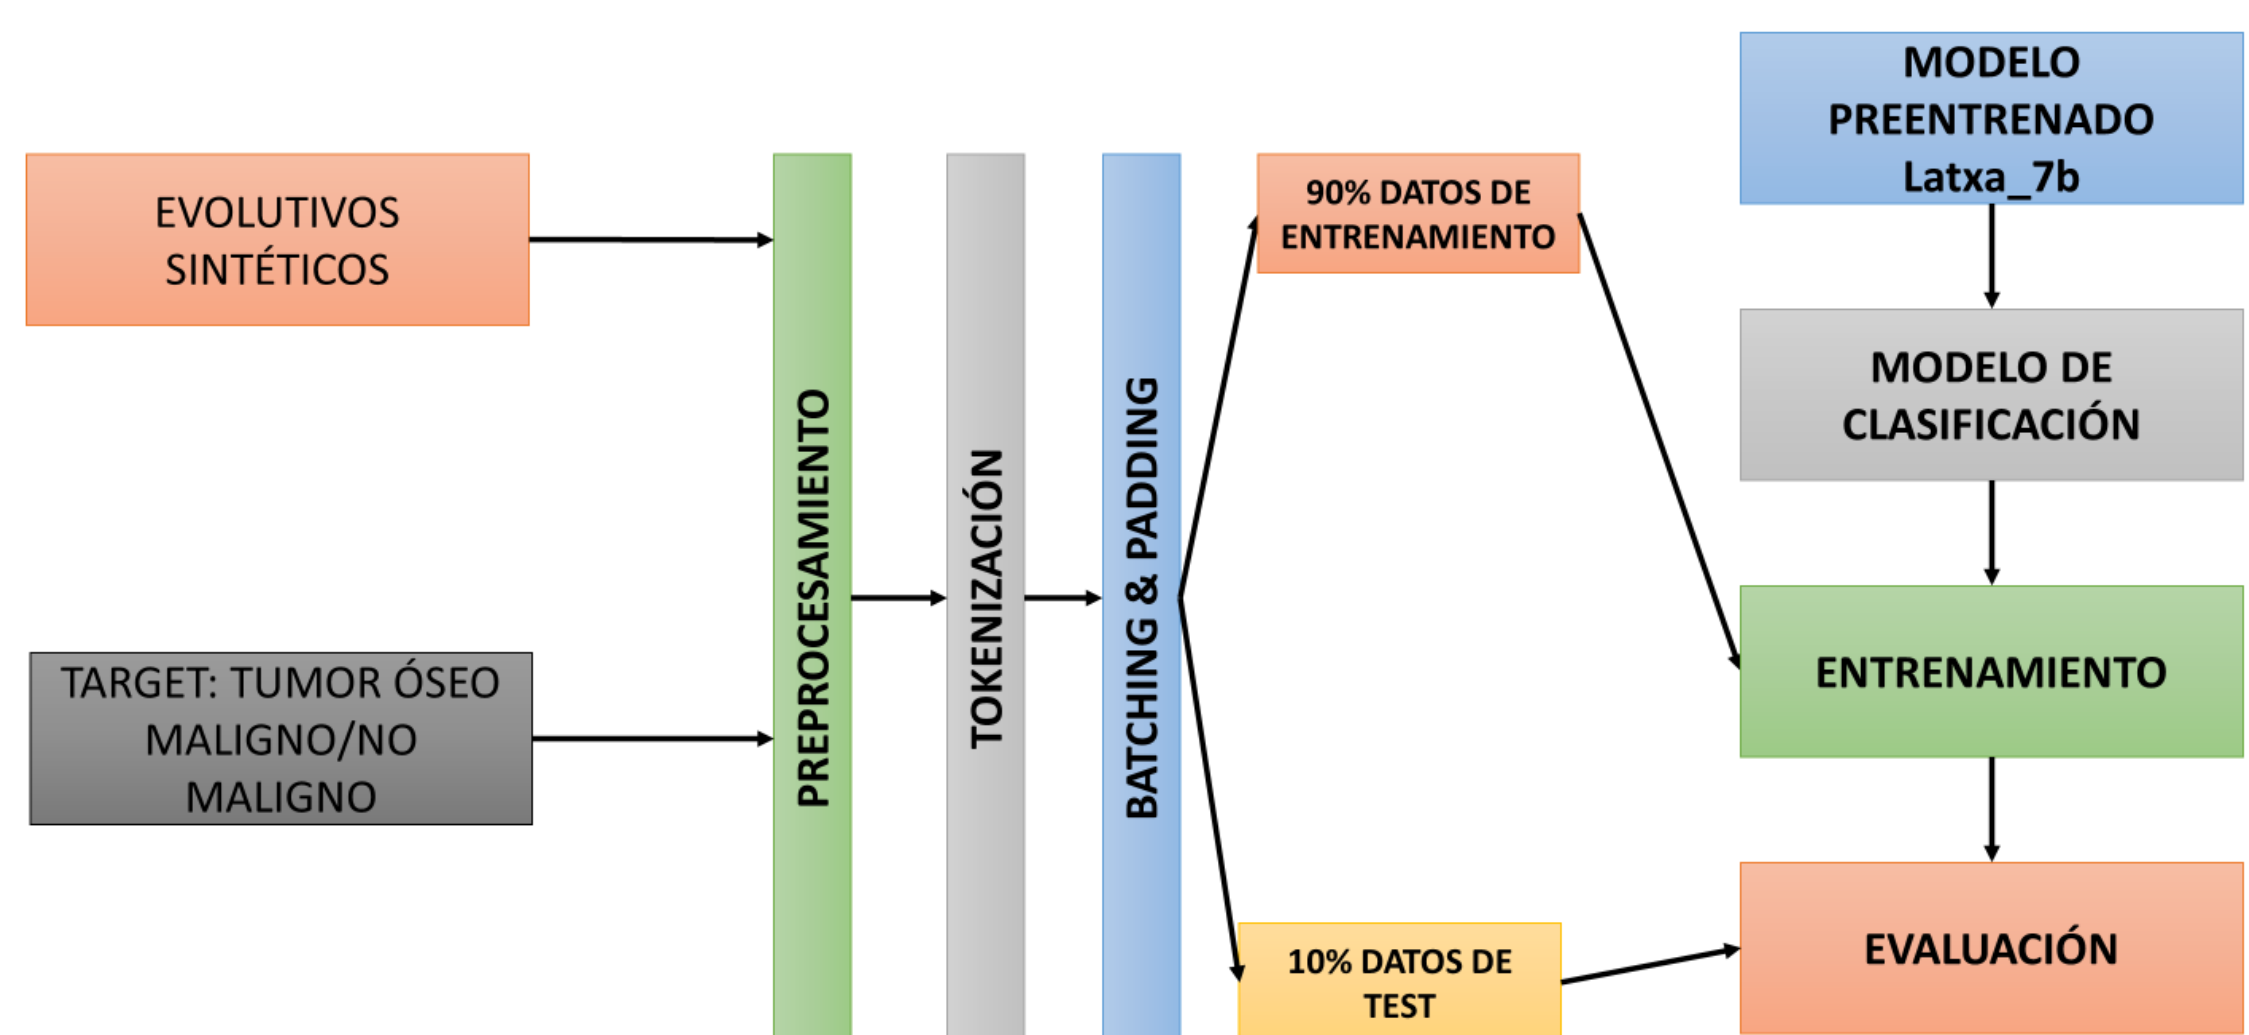 EVOLUTIVOS
SINTÉTICOS
TARGET: TUMOR ÓSEO
MALIGNO/NO
MALIGNO
PREPROCESAMIENTO
TOKENIZACIÓN
BATCHING & PADDING
90% DATOS DE
ENTRENAMIENTO
10% DATOS DE
TEST
MODELO
PREENTRENADO
Latxa_7b
MODELO DE
CLASIFICACIÓN
ENTRENAMIENTO
EVALUACIÓN